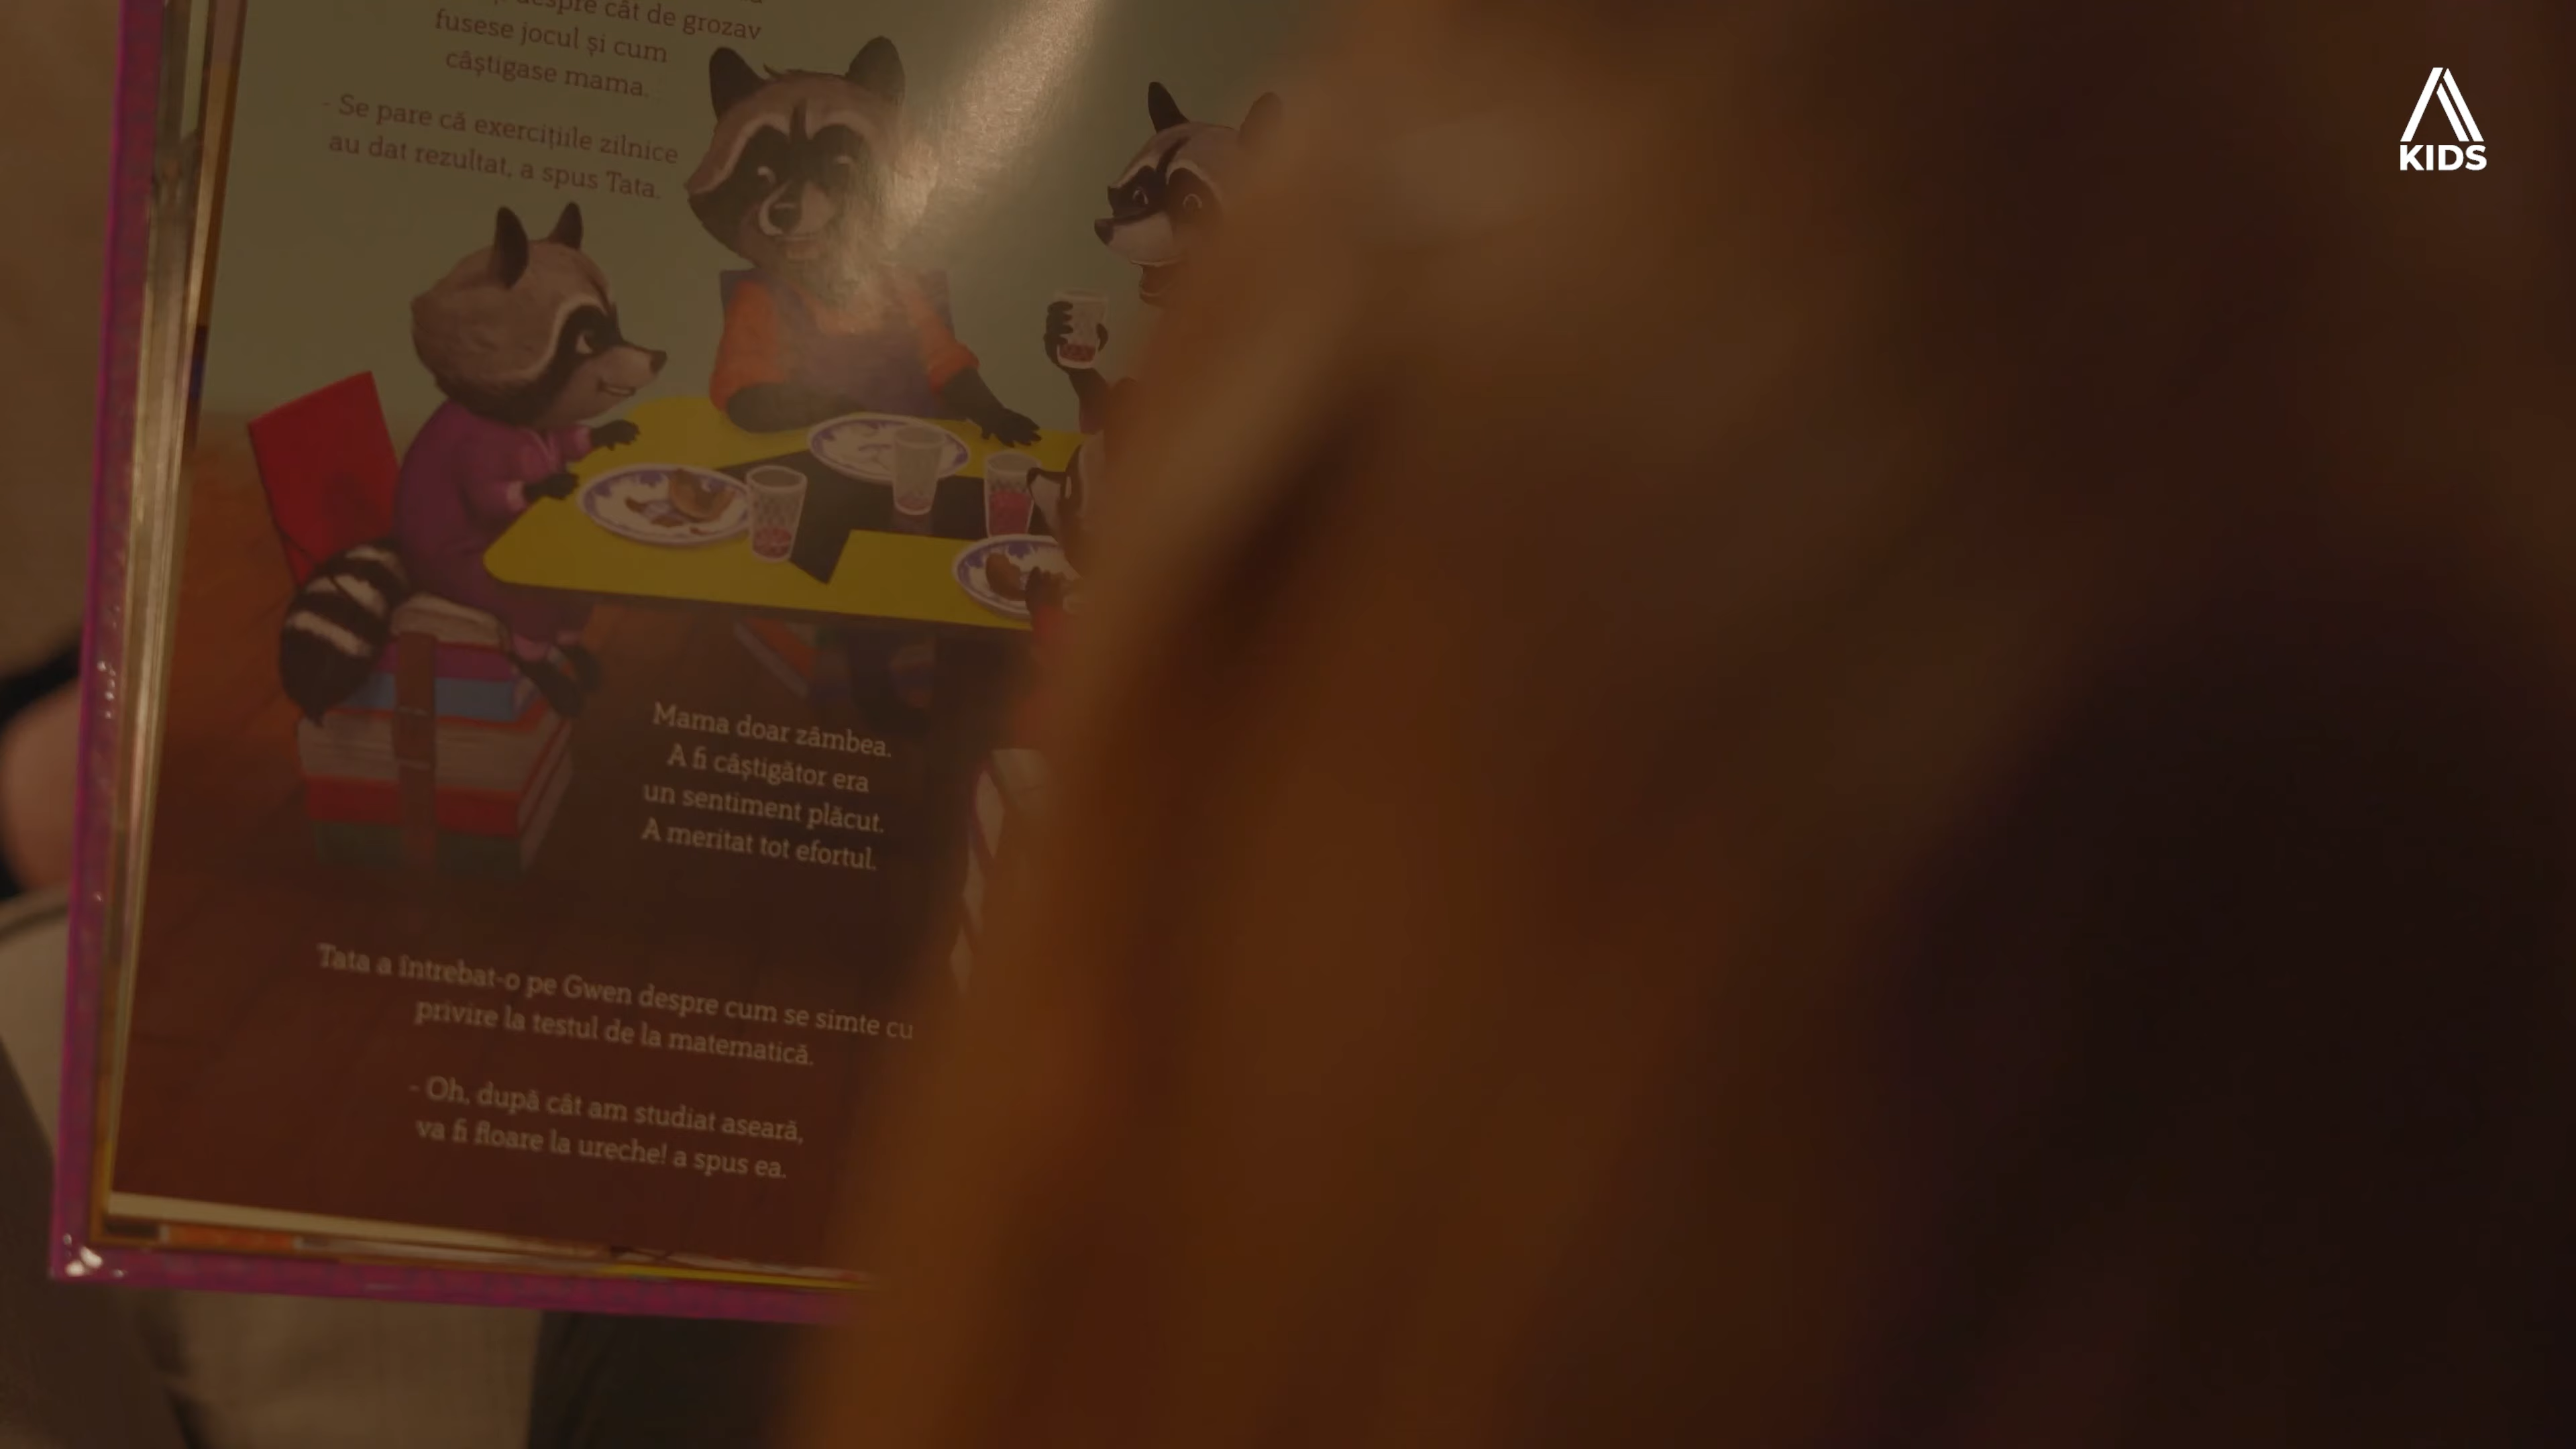 despre cât de grozav
fusese jocul și cum
câștigase mama.
- Se pare că exercițiile zilnice
au dat rezultat, a spus Tata.
Mama doar zâmbea.
A fi câștigător era
un sentiment plăcut.
A meritat tot efortul.
Tata a întrebat-o pe Gwen despre cum se simte cu
privire la testul de la matematică.
- Oh, după cât am studiat aseară,
va fi floare la ureche! a spus ea.
KIDS